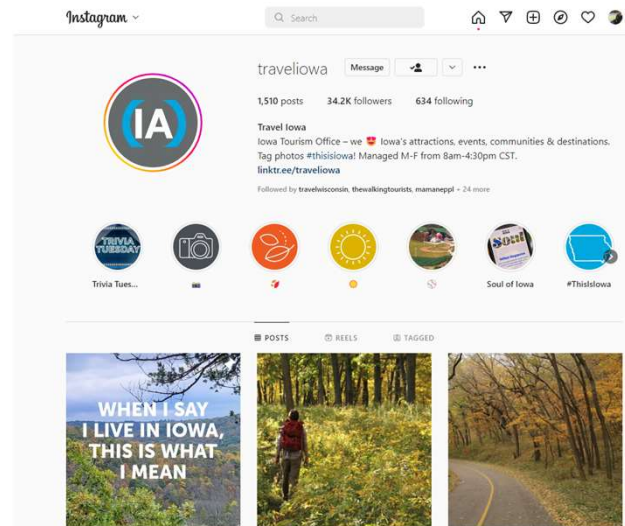 Instagram
Search
traveliowa Message
1,510 posts 34.2K followers 634 following
Travel Iowa
Iowa Tourism Office – we 😍 Iowa's attractions, events, communities & destinations.
Tag photos #thisisiowa! Managed M-F from 8am-4:30pm CST.
linktr.ee/traveliowa
Followed by travelwisconsin, thewalkingtourists, mamaneppl + 24 more
(IA)
TRIVIA
TUESDAY
Soul
Trivia Tues...
Soul of Iowa
#ThisIsIowa
POSTS REELS TAGGED
WHEN I SAY
I LIVE IN IOWA,
THIS IS WHAT
I MEAN